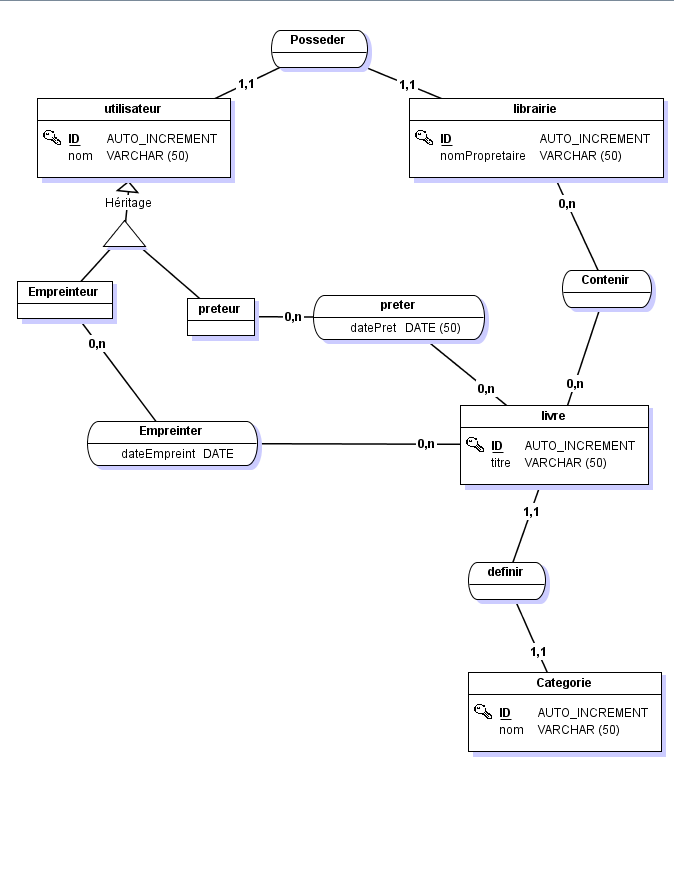 Posseder
1,1
1,1
utilisateur
ID AUTO_INCREMENT
nom VARCHAR (50)
librairie
ID AUTO_INCREMENT
nomPropretaire VARCHAR (50)
Héritage
0,n
Contenir
Empreinteur
preteur
0,n
preter
datePret DATE (50)
0,n
0,n
0,n
livre
ID AUTO_INCREMENT
titre VARCHAR (50)
Empreinter
dateEmpreint DATE
0,n
1,1
definir
1,1
Categorie
ID AUTO_INCREMENT
nom VARCHAR (50)